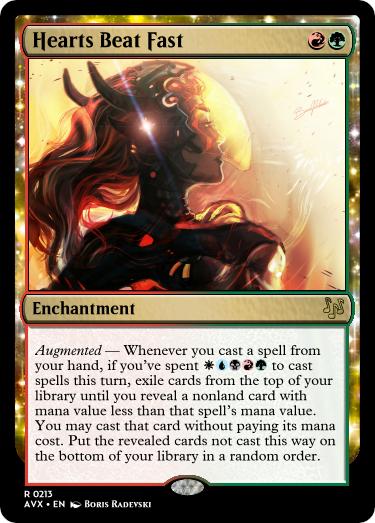 Hearts Beat Fast
Enchantment
Augmented — Whenever you cast a spell from
your hand, if you've spent to cast
spells this turn, exile cards from the top of your
library until you reveal a nonland card with
mana value less than that spell's mana value.
You may cast that card without paying its mana
cost. Put the revealed cards not cast this way on
the bottom of your library in a random order.
R 0213
AVX • EN Boris Radevski